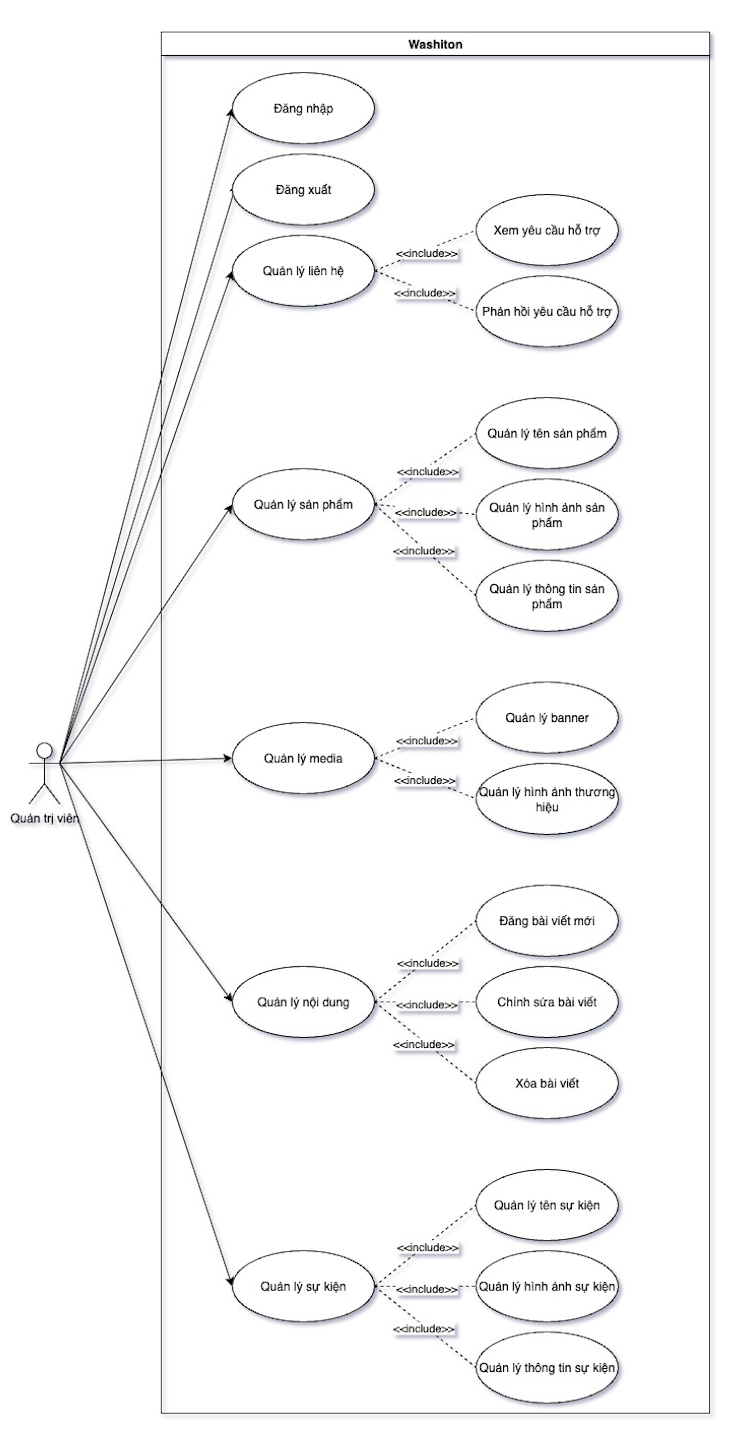 Washiton
Đăng nhập
Đăng xuất
Quản lý liên hệ
<<include>>
Xem yêu cầu hỗ trợ
<<include>>
Phản hồi yêu cầu hỗ trợ
Quản lý sản phẩm
<<include>>
Quản lý tên sản phẩm
<<include>>
Quản lý hình ảnh sản
phẩm
<<include>>
Quản lý thông tin sản
phẩm
Quản trị viên
Quản lý media
<<include>>
Quản lý banner
<<include>>
Quản lý hình ảnh thương
hiệu
Quản lý nội dung
<<include>>
Đăng bài viết mới
<<include>>
Chỉnh sửa bài viết
<<include>>
Xóa bài viết
Quản lý sự kiện
<<include>>
Quản lý tên sự kiện
<<include>>
Quản lý hình ảnh sự kiện
<<include>>
Quản lý thông tin sự kiện